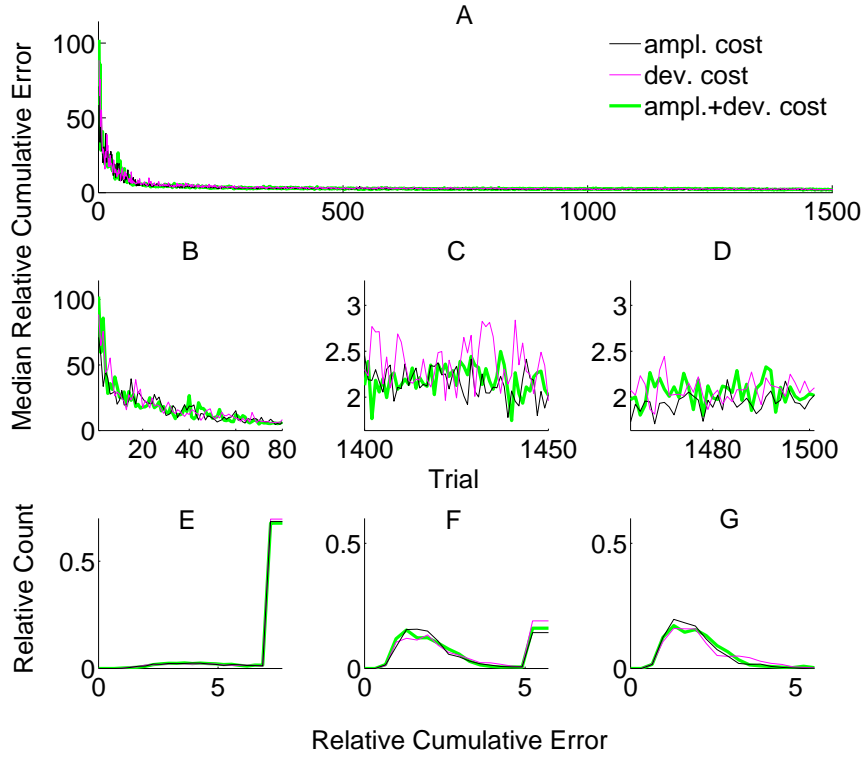 A
Median Relative Cumulative Error
100
50
0
0
500
1000
1500
ampl. cost
dev. cost
ampl.+dev. cost
B
C
D
100
50
0
20
40
60
80
3
2.5
2
1400
1450
3
2.5
2
1480
1500
Trial
E
F
G
Relative Count
0.5
0
0
5
0.5
0
0
5
0.5
0
0
5
Relative Cumulative Error